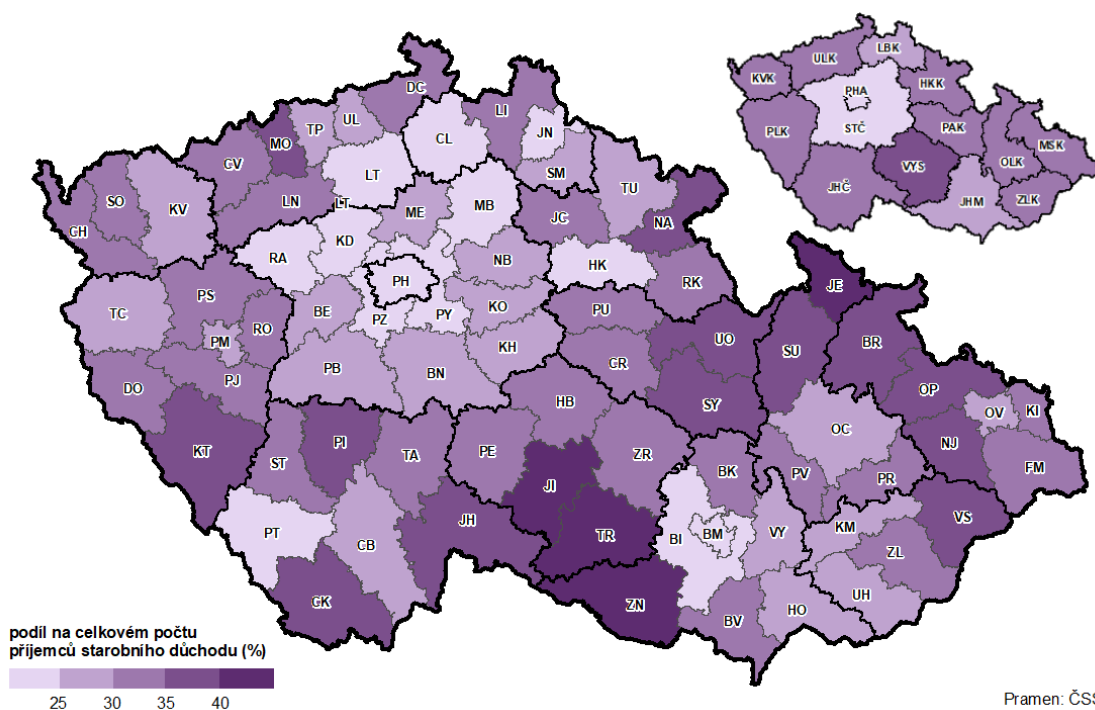 DC
LI
UL
TP
MO
CL
JN
CV
LT
SM
SO
KV
LN
LT
ME
MB
TU
CH
JC
NA
KD
RA
NB
HK
PH
RK
TC
PS
BE
PZ
PY
KO
PU
RO
PM
KH
UO
SU
JE
BR
DO
PJ
PB
BN
CR
SY
OP
HB
OV
KI
KT
ST
PI
TA
PE
ZR
OC
NJ
FM
BK
PV
PR
JI
VS
PT
CB
JH
TR
BI
BM
VY
KM
ZL
CK
ZN
BV
HO
UH
LBK
ULK
KVK
HKK
PHA
STČ
PLK
PAK
MSK
VYS
OLK
JHČ
JHM
ZLK
podíl na celkovém počtu
příjemců starobního důchodu (%)
25 30 35 40
Pramen: ČSS